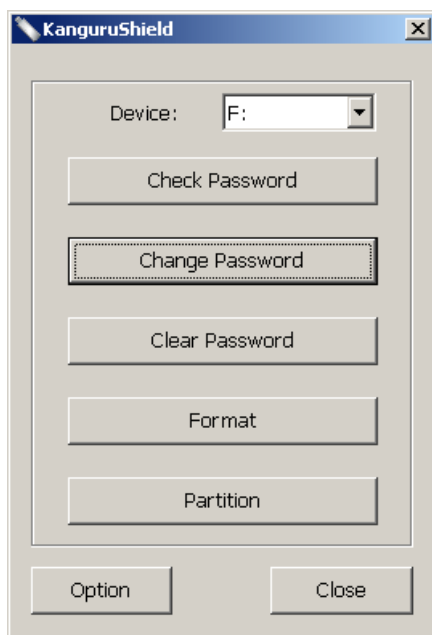 KanguruShield
Device: F:
Check Password
Change Password
Clear Password
Format
Partition
Option Close